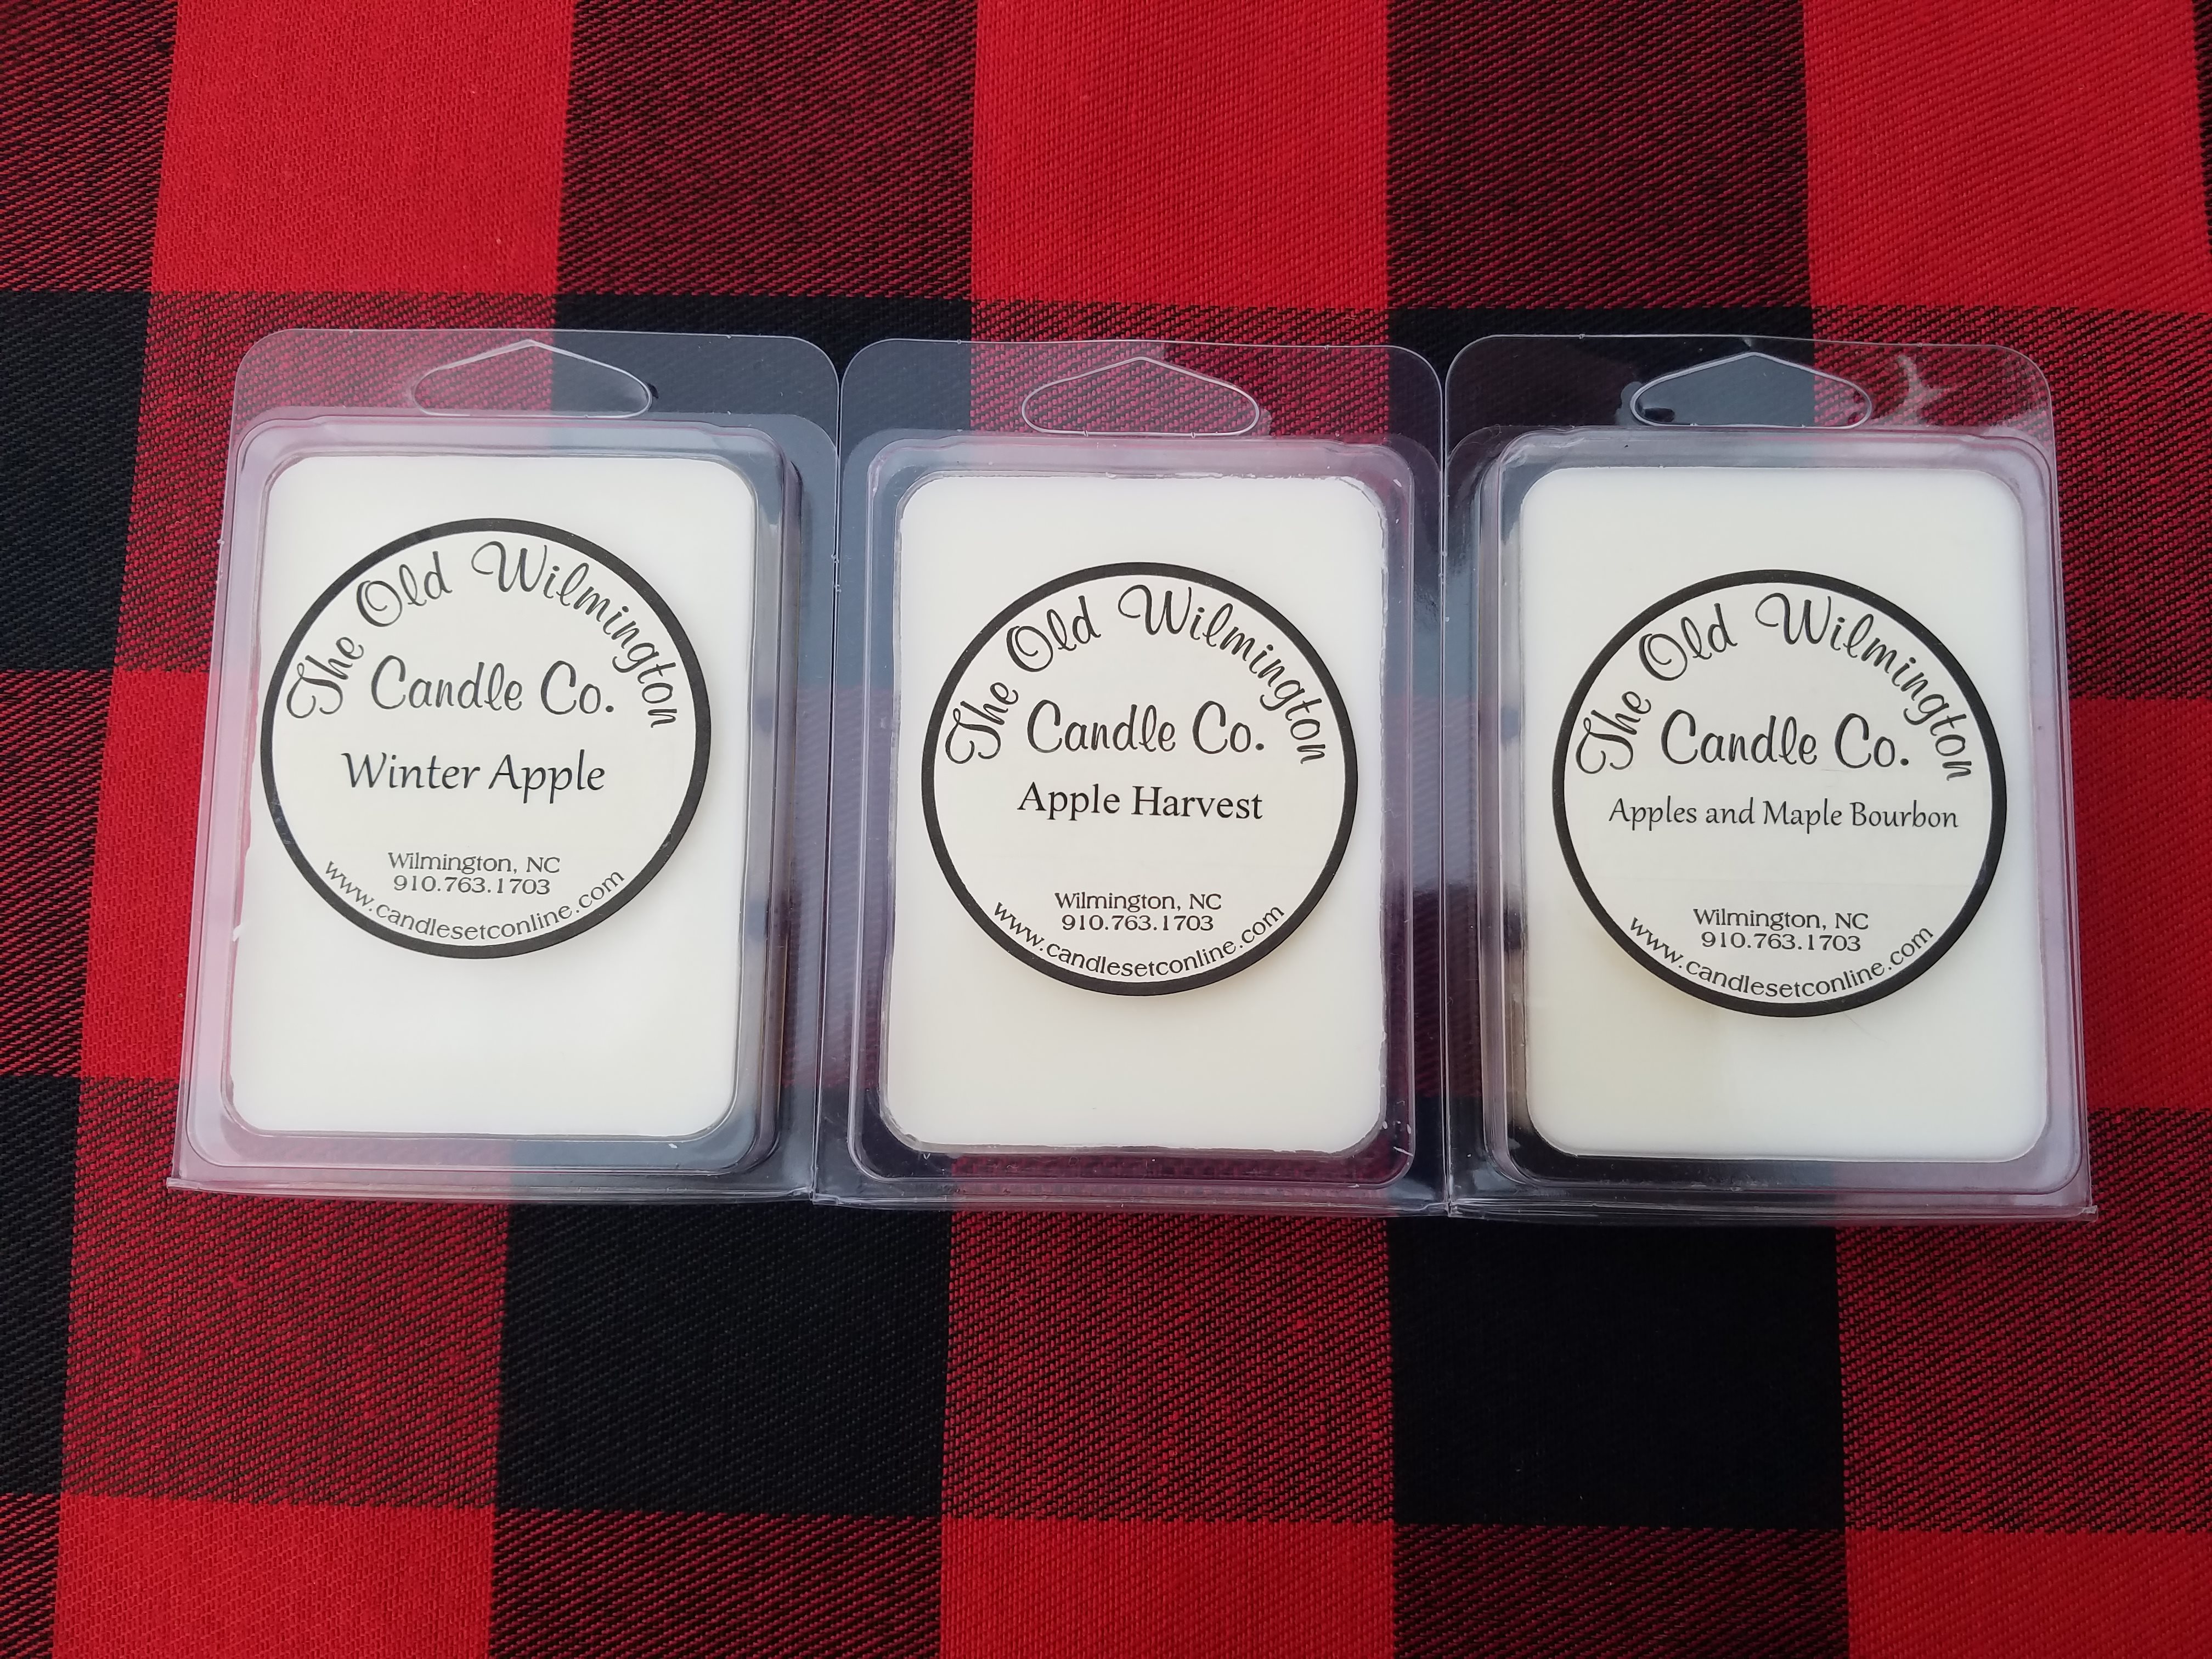 The Old Wilmington
Candle Co.
Winter Apple
Wilmington, NC
910.763.1703
www.candlesetconline.com
The Old Wilmington
Candle Co.
Apple Harvest
Wilmington, NC
910.763.1703
www.candlesetconline.com
The Old Wilmington
Candle Co.
Apples and Maple Bourbon
Wilmington, NC
910.763.1703
www.candlesetconline.com